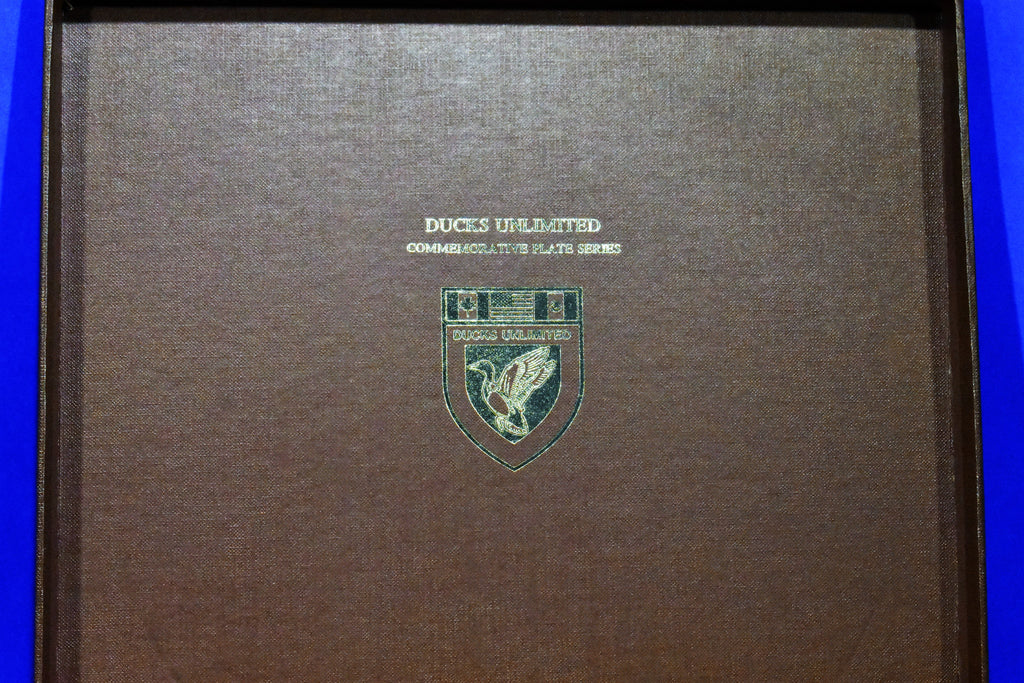 DUCKS UNLIMITED
COMMEMORATIVE PLATE SERIES
DUCKS UNLIMITED